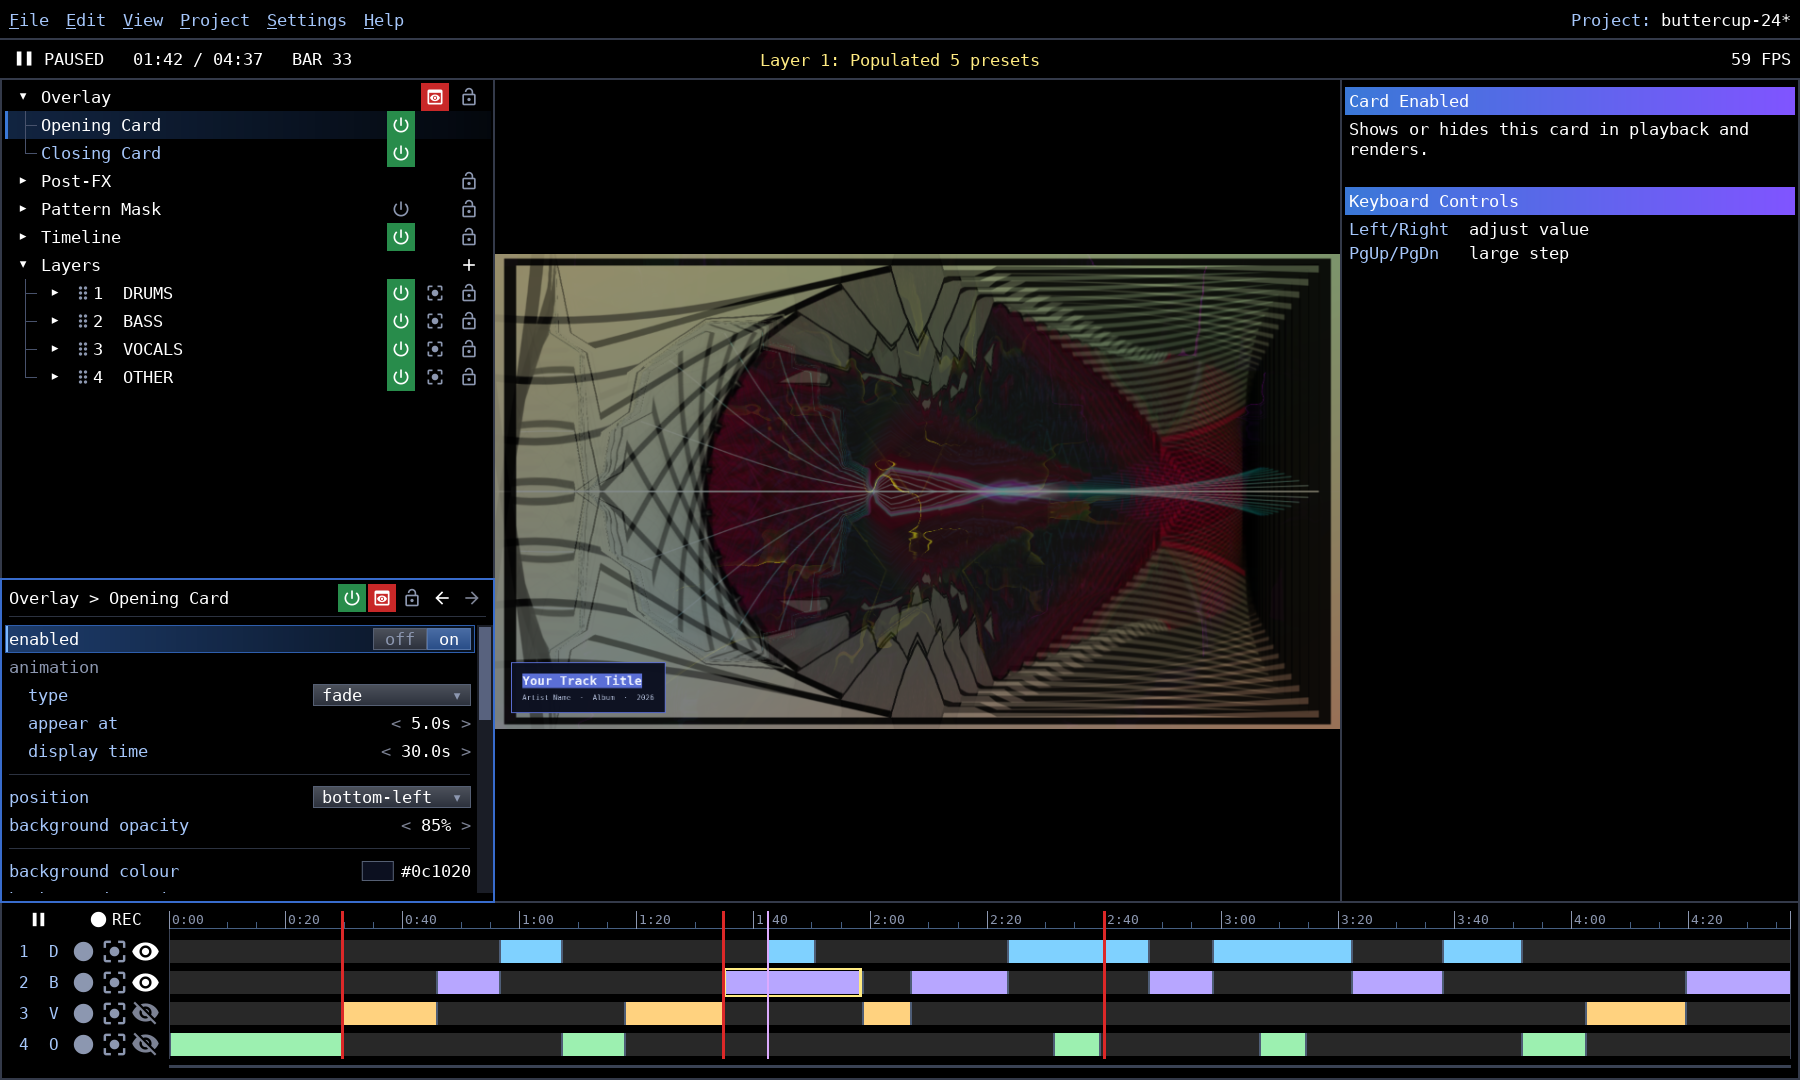 File Edit View Project Settings Help Project: buttercup-24*
PAUSED 01:42 / 04:37 BAR 33 Layer 1: Populated 5 presets 59 FPS
Overlay
Opening Card
Closing Card
Post-FX
Pattern Mask
Timeline
Layers
1 DRUMS
2 BASS
3 VOCALS
4 OTHER
Overlay > Opening Card
enabled off on
animation
type fade
appear at < 5.0s >
display time < 30.0s >
position bottom-left
background opacity < 85% >
background colour #0c1020
Your Track Title
Artist Name · Album · 2026
Card Enabled
Shows or hides this card in playback and
renders.
Keyboard Controls
Left/Right adjust value
PgUp/PgDn large step
REC 0:00 0:20 0:40 1:00 1:20 1:40 2:00 2:20 2:40 3:00 3:20 3:40 4:00 4:20
1 D
2 B
3 V
4 O